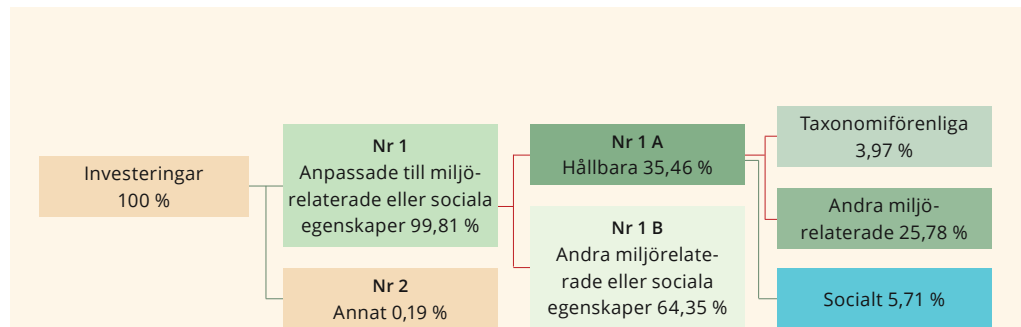 Investeringar
100 %
Nr 1
Anpassade till miljö-
relaterade eller sociala
egenskaper 99,81 %
Nr 2
Annat 0,19 %
Nr 1 A
Hållbara 35,46 %
Nr 1 B
Andra miljörelate-
rade eller sociala
egenskaper 64,35 %
Taxonomiförenliga
3,97 %
Andra miljö-
relaterade 25,78 %
Socialt 5,71 %